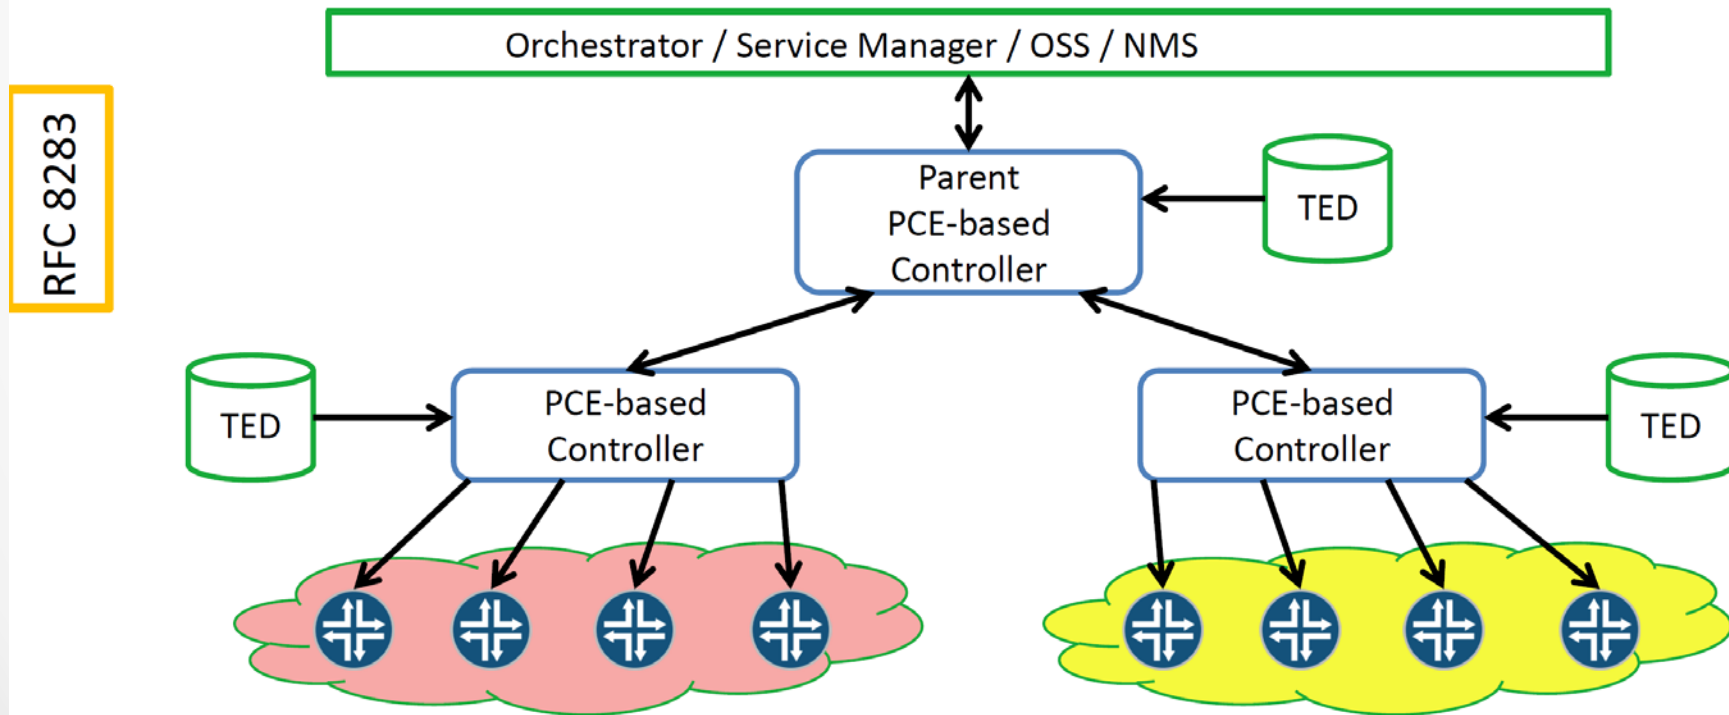 Orchestrator / Service Manager / OSS / NMS
RFC 8283
Parent
PCE-based
Controller
TED
TED
PCE-based
Controller
PCE-based
Controller
TED